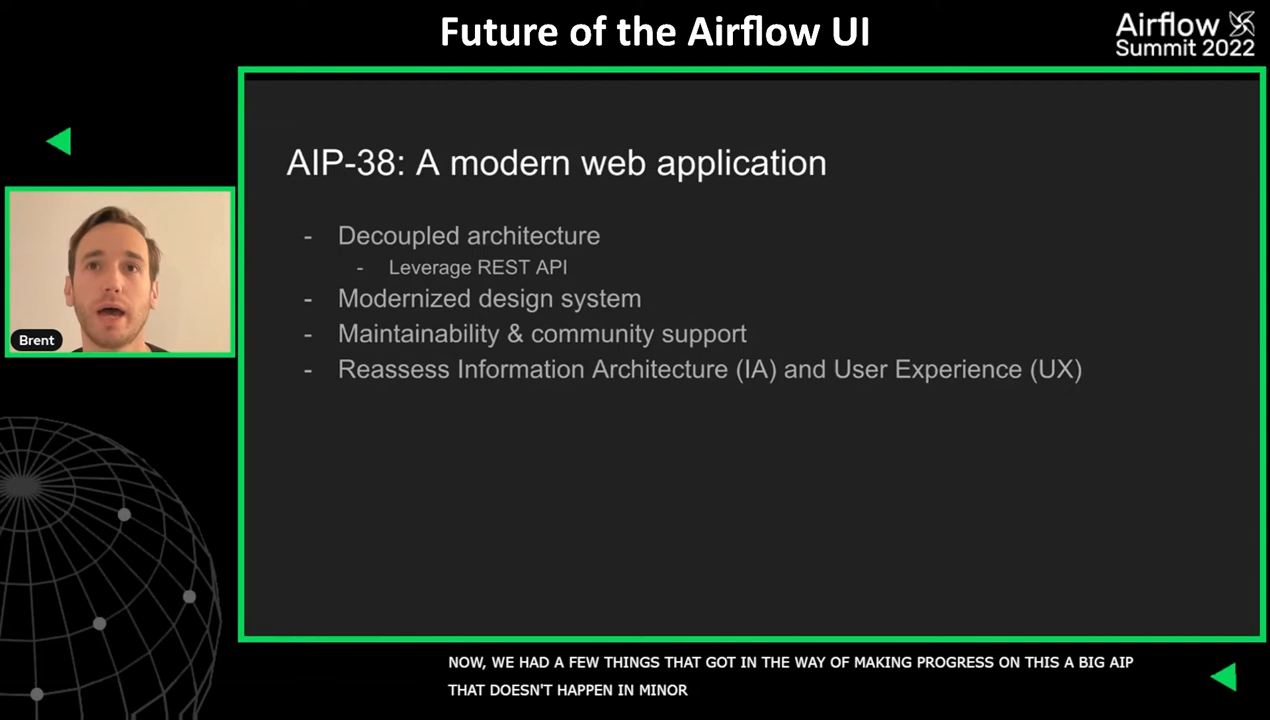 Future of the Airflow UI
Airflow
Summit 2022
AIP-38: A modern web application
- Decoupled architecture
- Leverage REST API
- Modernized design system
- Maintainability & community support
- Reassess Information Architecture (IA) and User Experience (UX)
Brent
NOW, WE HAD A FEW THINGS THAT GOT IN THE WAY OF MAKING PROGRESS ON THIS A BIG AIP
THAT DOESN'T HAPPEN IN MINOR